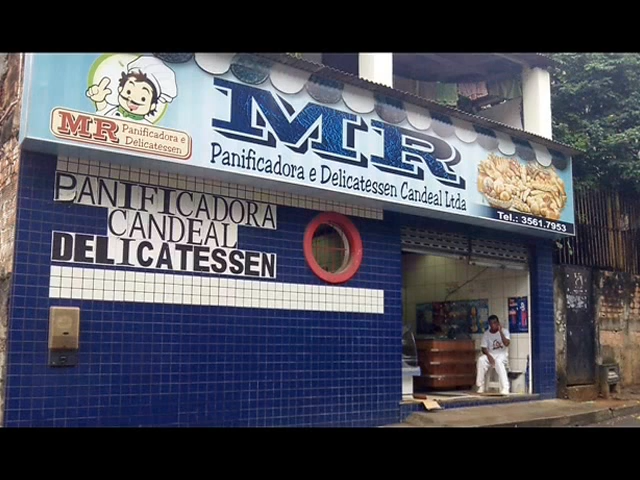 MR
Panificadora e
Delicatessen
MR
Panificadora e Delicatessen Candeal Ltda
Tel.: 3561.7953
PANIFICADORA
CANDEAL
DELICATESSEN